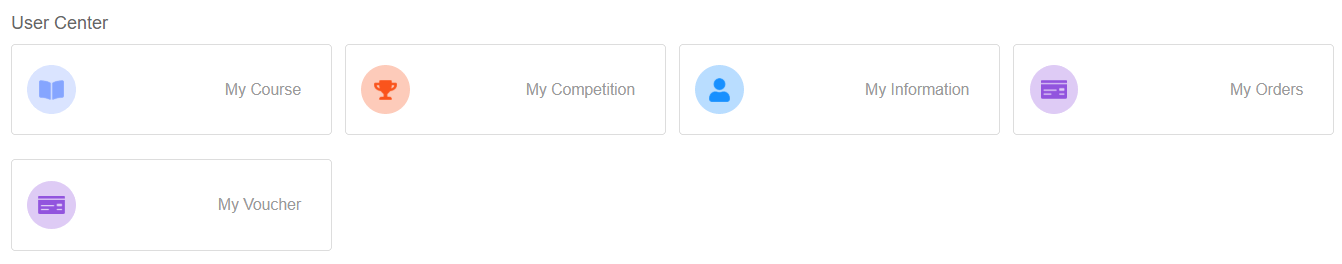 User Center
My Course
My Competition
My Information
My Orders
My Voucher